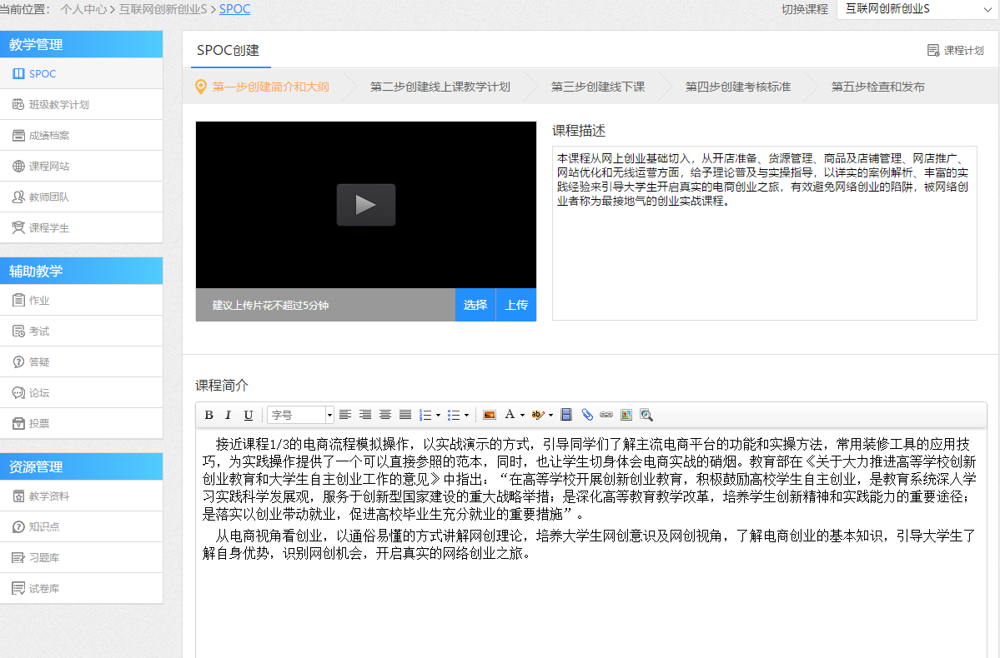 当前位置: 个人中心 > 互联网创新创业S > SPOC
切换课程 互联网创新创业S
教学管理
SPOC
班级教学计划
成绩档案
课程网站
教师团队
课程学生
辅助教学
作业
考试
答疑
论坛
投票
资源管理
教学资料
知识点
习题库
试卷库
SPOC创建
课程计划
第一步创建简介和大纲 第二步创建线上课教学计划 第三步创建线下课 第四步创建考核标准 第五步检查和发布
建议上传片花不超过5分钟
选择 上传
课程描述
本课程从网上创业基础切入，从开店准备、货源管理、商品及店铺管理、网店推广、
网站优化和无线运营方面，给予理论普及与实操指导，以详实的案例解析、丰富的实
践经验来引导大学生开启真实的电商创业之旅，有效避免网络创业的陷阱，被网络创
业者称为最接地气的创业实战课程。
课程简介
B I U 字号 A ab
接近课程1/3的电商流程模拟操作，以实战演示的方式，引导同学们了解主流电商平台的功能和实操方法，常用装修工具的应用技
巧，为实践操作提供了一个可以直接参照的范本，同时，也让学生切身体会电商实战的硝烟。教育部在《关于大力推进高等学校创新
创业教育和大学生自主创业工作的意见》中指出：“在高等学校开展创新创业教育，积极鼓励高校学生自主创业，是教育系统深入学
习实践科学发展观，服务于创新型国家建设的重大战略举措；是深化高等教育教学改革，培养学生创新精神和实践能力的重要途径；
是落实以创业带动就业，促进高校毕业生充分就业的重要措施”。
从电商视角看创业，以通俗易懂的方式讲解网创理论，培养大学生网创意识及网创视角，了解电商创业的基本知识，引导大学生了
解自身优势，识别网创机会，开启真实的网络创业之旅。